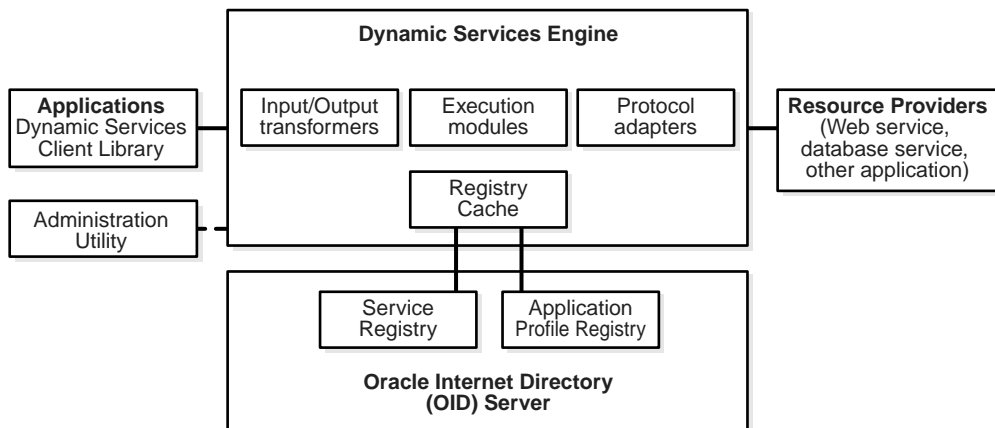 Dynamic Services Engine
Applications
Dynamic Services
Client Library
Input/Output
transformers
Execution
modules
Protocol
adapters
Resource Providers
(Web service,
database service,
other application)
Administration
Utility
Registry
Cache
Service
Registry
Application
Profile Registry
Oracle Internet Directory
(OID) Server